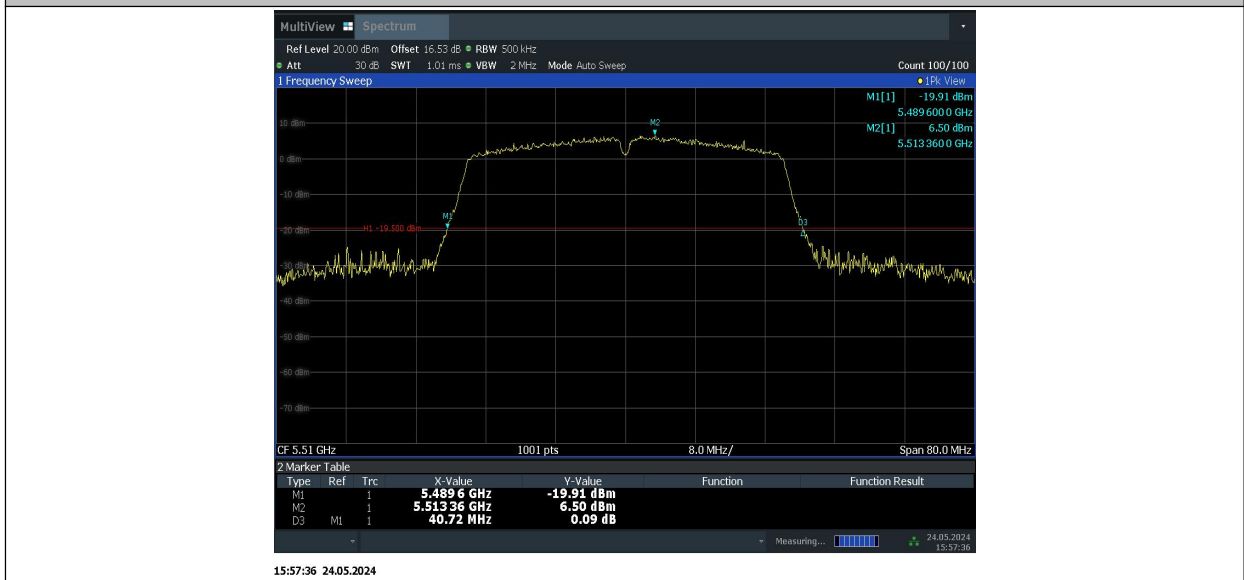 MultiView Spectrum
Ref Level 20.00 dBm Offset 16.53 dB RBW 500 kHz
Att 30 dB SWT 1.01 ms VBW 2 MHz Mode Auto Sweep Count 100/100
1 Frequency Sweep 1Pk View
M1[1] -19.91 dBm
5.489 600 0 GHz
M2[1] 6.50 dBm
5.513 360 0 GHz
M2
10 dBm
0 dBm
-10 dBm
M1
D3
H1 -19.500 dBm
-20 dBm
-30 dBm
-40 dBm
-50 dBm
-60 dBm
-70 dBm
CF 5.51 GHz 1001 pts 8.0 MHz/ Span 80.0 MHz
2 Marker Table
Type Ref Trc X-Value Y-Value Function Function Result
M1 1 5.489 6 GHz -19.91 dBm
M2 1 5.513 36 GHz 6.50 dBm
D3 M1 1 40.72 MHz 0.09 dB
Measuring... 24.05.2024
15:57:36
15:57:36 24.05.2024